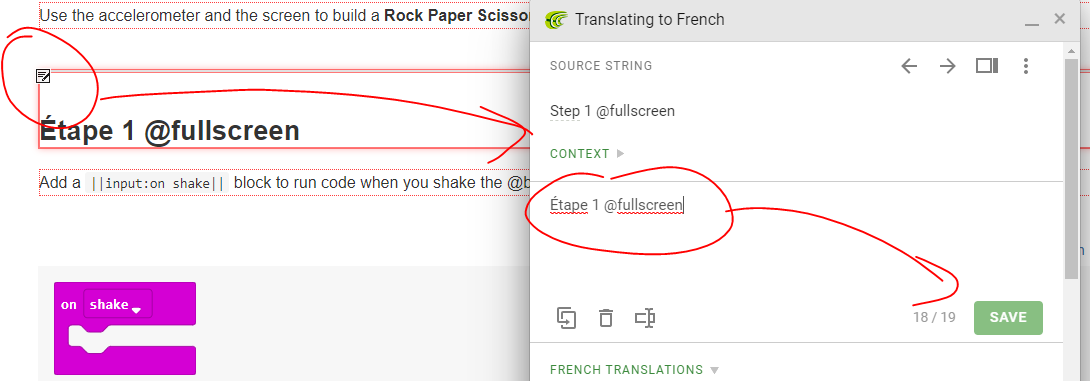 Use the accelerometer and the screen to build a Rock Paper Scisso
Étape 1 @fullscreen
Add a ||input:on shake|| block to run code when you shake the @b
on shake
Translating to French
SOURCE STRING
Step 1 @fullscreen
CONTEXT
Étape 1 @fullscreen
18 / 19
SAVE
FRENCH TRANSLATIONS